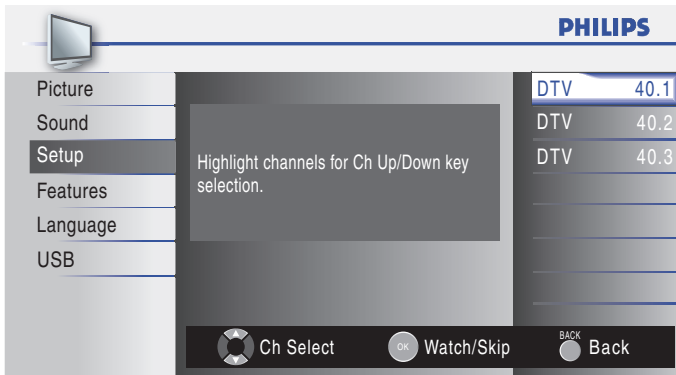 PHILIPS
Picture
Sound
Setup
Features
Language
USB
Highlight channels for Ch Up/Down key
selection.
DTV 40.1
DTV 40.2
DTV 40.3
Ch Select
OK Watch/Skip
BACK Back